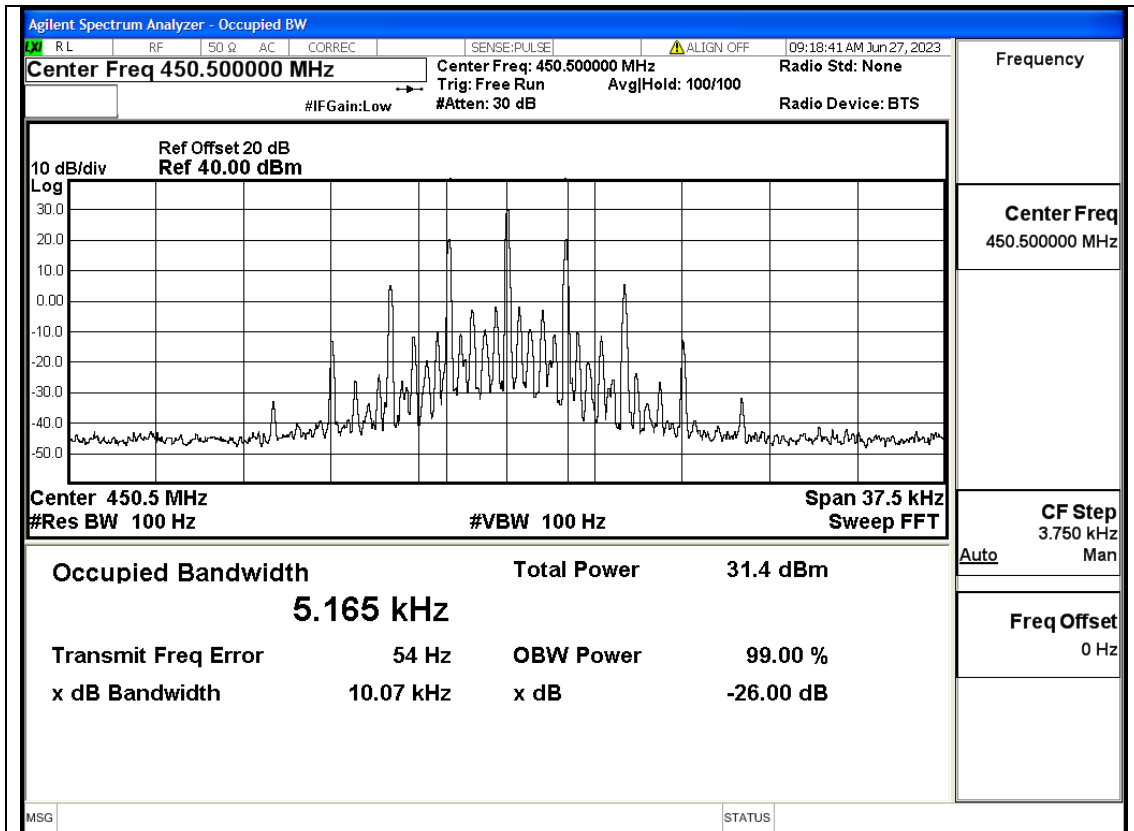 Agilent Spectrum Analyzer - Occupied BW
LXI RL RF 50 Ω AC CORREC SENSE:PULSE ALIGN OFF 09:18:41 AM Jun 27, 2023
Center Freq 450.500000 MHz
Center Freq: 450.500000 MHz
Radio Std: None
Trig: Free Run Avg|Hold: 100/100
#IFGain:Low
#Atten: 30 dB
Radio Device: BTS
Ref Offset 20 dB
10 dB/div Ref 40.00 dBm
Log
30.0
20.0
10.0
0.00
-10.0
-20.0
-30.0
-40.0
-50.0
Center 450.5 MHz Span 37.5 kHz
#Res BW 100 Hz #VBW 100 Hz Sweep FFT
Occupied Bandwidth Total Power 31.4 dBm
5.165 kHz
Transmit Freq Error 54 Hz OBW Power 99.00 %
x dB Bandwidth 10.07 kHz x dB -26.00 dB
Frequency
Center Freq
450.500000 MHz
CF Step
3.750 kHz
Auto Man
Freq Offset
0 Hz
MSG STATUS